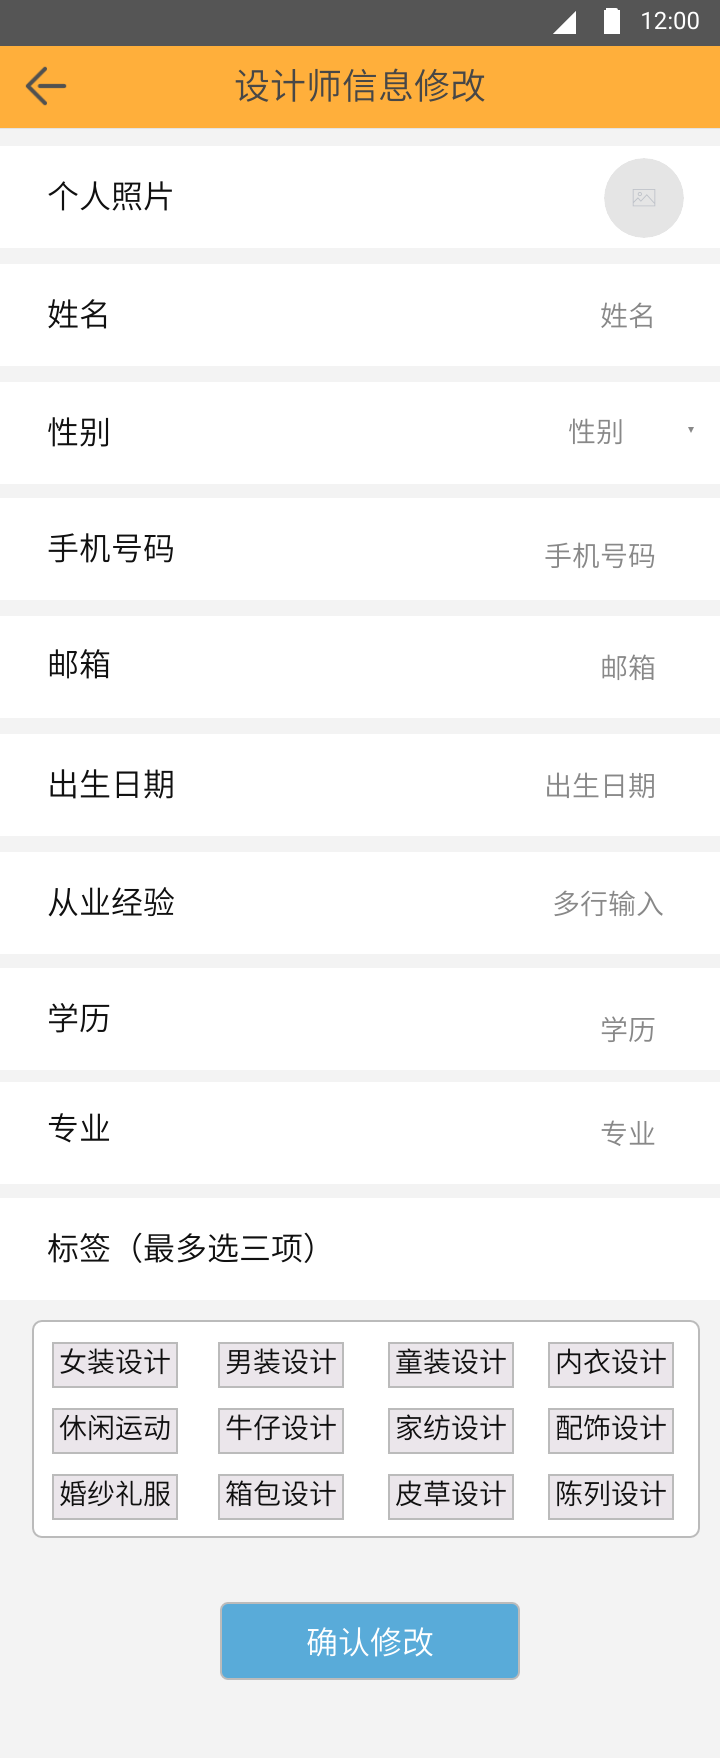 12:00
设计师信息修改
个人照片
姓名 姓名
性别 性别
手机号码 手机号码
邮箱 邮箱
出生日期 出生日期
从业经验 多行输入
学历 学历
专业 专业
标签（最多选三项）
女装设计 男装设计 童装设计 内衣设计
休闲运动 牛仔设计 家纺设计 配饰设计
婚纱礼服 箱包设计 皮草设计 陈列设计
确认修改